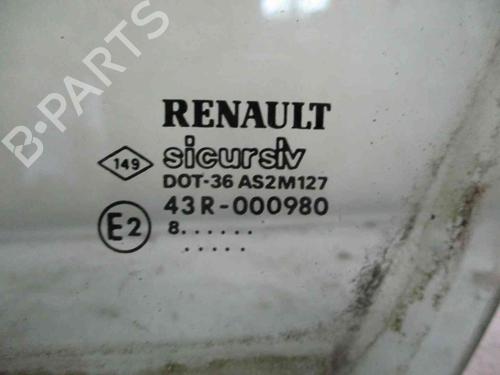 B-PARTS
RENAULT
149 sicursiv
DOT-36 AS2M127
E2 43R-000980
8......
.....